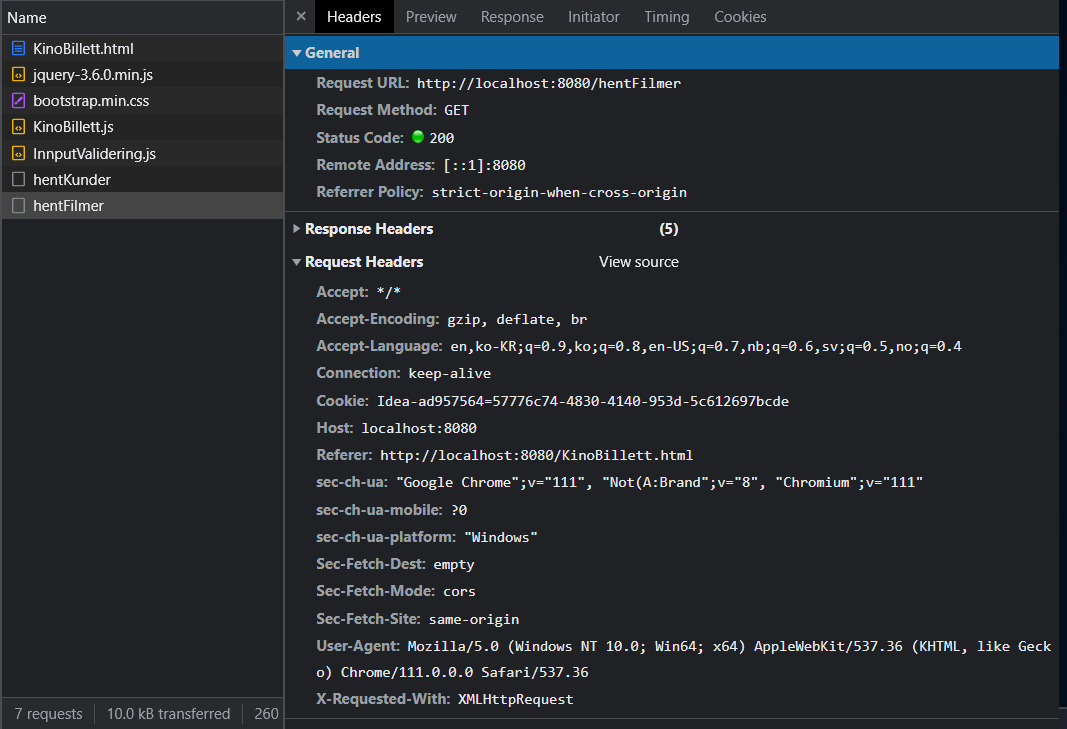 Name
KinoBillett.html
jquery-3.6.0.min.js
bootstrap.min.css
KinoBillett.js
InnputValidering.js
hentKunder
hentFilmer
7 requests
10.0 kB transferred
260
× Headers Preview Response Initiator Timing Cookies
General
Request URL: http://localhost:8080/hentFilmer
Request Method: GET
Status Code: 200
Remote Address: [::1]:8080
Referrer Policy: strict-origin-when-cross-origin
Response Headers (5)
Request Headers View source
Accept: */*
Accept-Encoding: gzip, deflate, br
Accept-Language: en,ko-KR;q=0.9,ko;q=0.8,en-US;q=0.7,nb;q=0.6,sv;q=0.5,no;q=0.4
Connection: keep-alive
Cookie: Idea-ad957564=57776c74-4830-4140-953d-5c612697bcde
Host: localhost:8080
Referer: http://localhost:8080/KinoBillett.html
sec-ch-ua: "Google Chrome";v="111", "Not(A:Brand";v="8", "Chromium";v="111"
sec-ch-ua-mobile: ?0
sec-ch-ua-platform: "Windows"
Sec-Fetch-Dest: empty
Sec-Fetch-Mode: cors
Sec-Fetch-Site: same-origin
User-Agent: Mozilla/5.0 (Windows NT 10.0; Win64; x64) AppleWebKit/537.36 (KHTML, like Geck
o) Chrome/111.0.0.0 Safari/537.36
X-Requested-With: XMLHttpRequest